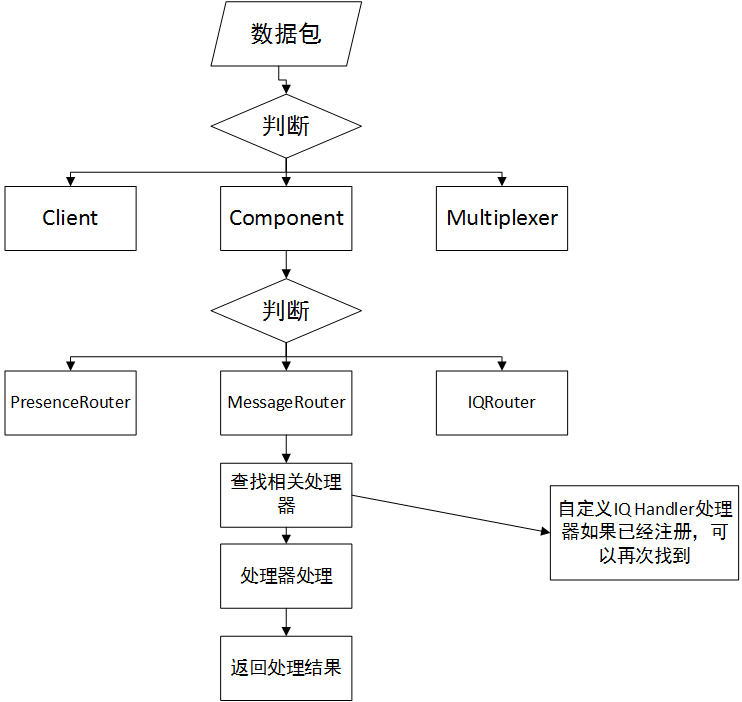 数据包
判断
Client
Component
Multiplexer
判断
PresenceRouter
MessageRouter
IQRouter
查找相关处理
器
自定义IQ Handler处理
器如果已经注册，可
以再次找到
处理器处理
返回处理结果